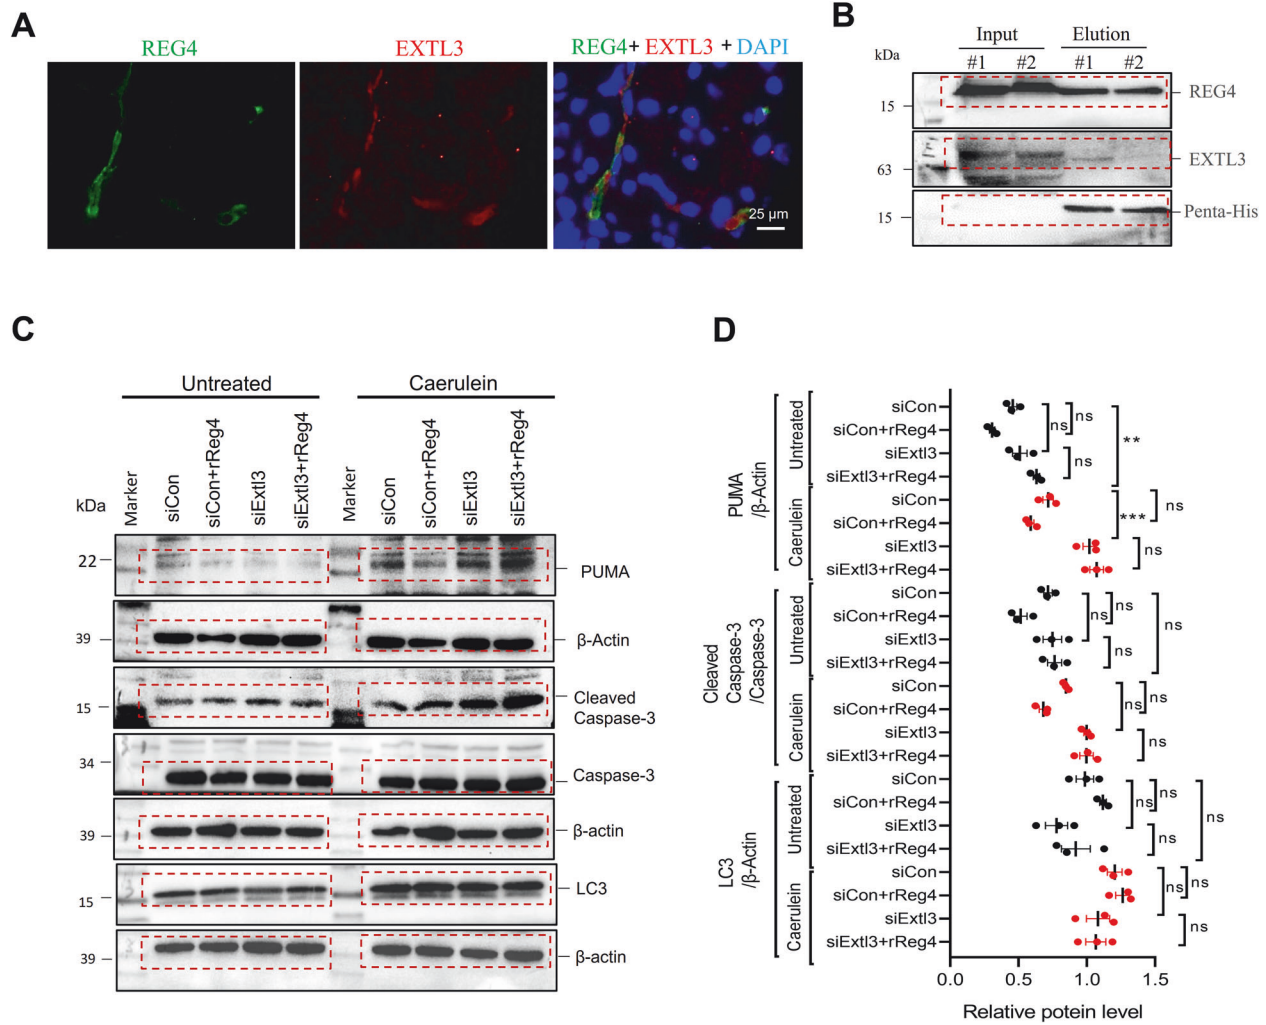 A
REG4
EXTL3
REG4+ EXTL3 + DAPI
25 μm
B
Input Elution
kDa
#1 #2 #1 #2
15
REG4
63
EXTL3
15
Penta-His
C
Untreated Caerulein
kDa
Marker
siCon
siCon+rReg4
siExtl3
siExtl3+rReg4
Marker
siCon
siCon+rReg4
siExtl3
siExtl3+rReg4
22
PUMA
39
β-Actin
15
Cleaved
Caspase-3
34
Caspase-3
39
β-actin
15
LC3
39
β-actin
D
PUMA
/β-Actin
Untreated
siCon
siCon+rReg4
siExtl3
siExtl3+rReg4
ns
ns
ns
**
Caerulein
siCon
siCon+rReg4
siExtl3
siExtl3+rReg4
***
ns
ns
Cleaved
Caspase-3
/Caspase-3
Untreated
siCon
siCon+rReg4
siExtl3
siExtl3+rReg4
ns
ns
ns
ns
Caerulein
siCon
siCon+rReg4
siExtl3
siExtl3+rReg4
ns
ns
ns
LC3
/β-Actin
Untreated
siCon
siCon+rReg4
siExtl3
siExtl3+rReg4
ns
ns
ns
ns
Caerulein
siCon
siCon+rReg4
siExtl3
siExtl3+rReg4
ns
ns
ns
0.0 0.5 1.0 1.5
Relative potein level